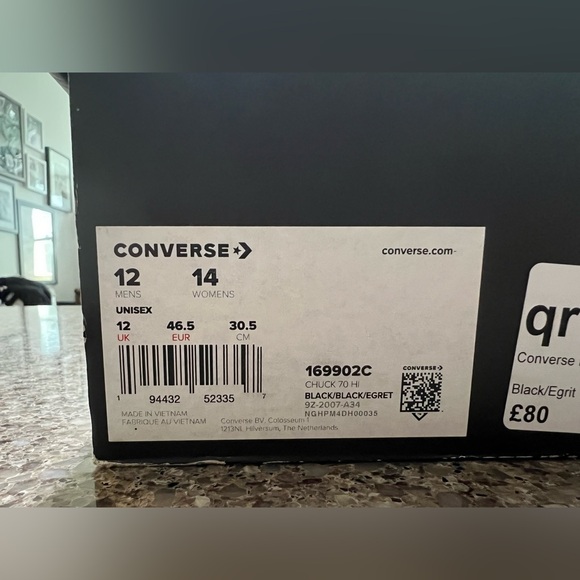 CONVERSE
converse.com
12 14
MENS WOMENS
UNISEX
12 46.5 30.5
UK EUR CM
1 94432 52335 7
MADE IN VIETNAM
FABRIQUE AU VIETNAM
Converse BV, Colosseum 1
1213NL Hilversum, The Netherlands
169902C
CHUCK 70 HI
BLACK/BLACK/EGRET
9Z-2007-A34
NGHPM4DH00035
CONVERSE
qr
Converse
Black/Egrit
£80